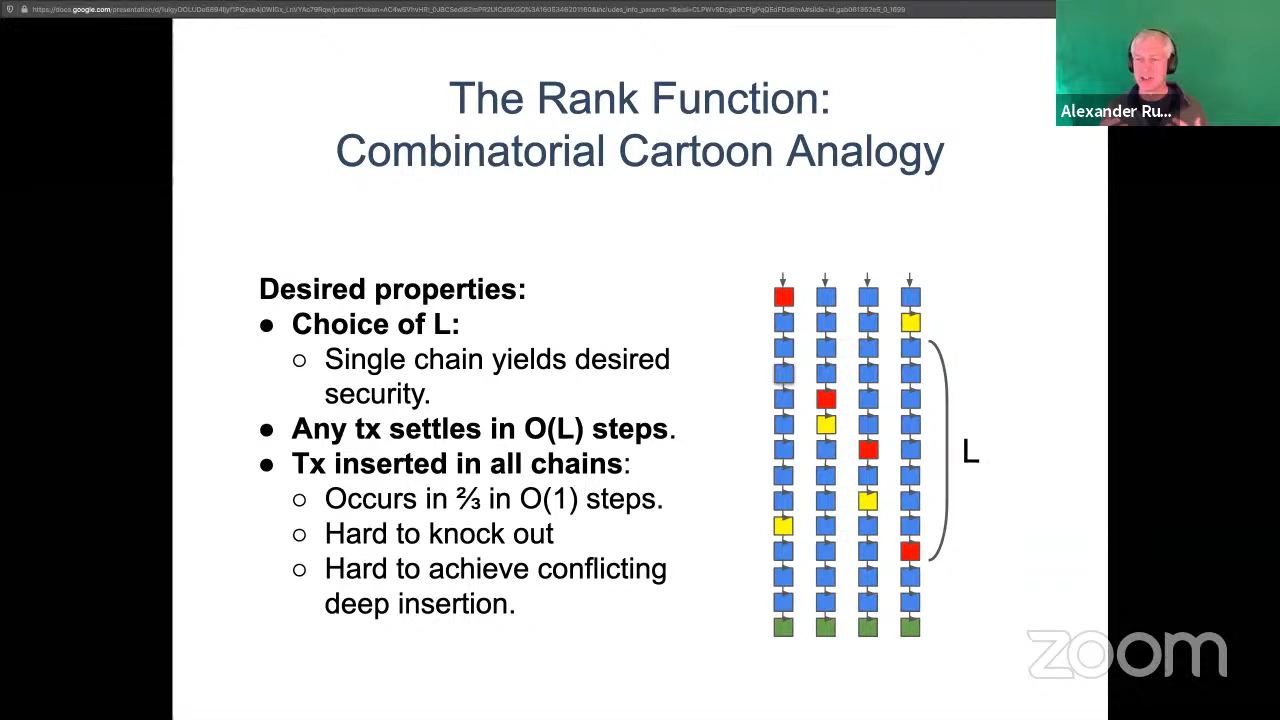 The Rank Function:
Combinatorial Cartoon Analogy
Alexander Ru...
Desired properties:
● Choice of L:
○ Single chain yields desired
security.
● Any tx settles in O(L) steps.
● Tx inserted in all chains:
○ Occurs in ⅔ in O(1) steps.
○ Hard to knock out
○ Hard to achieve conflicting
deep insertion.
L
zoom